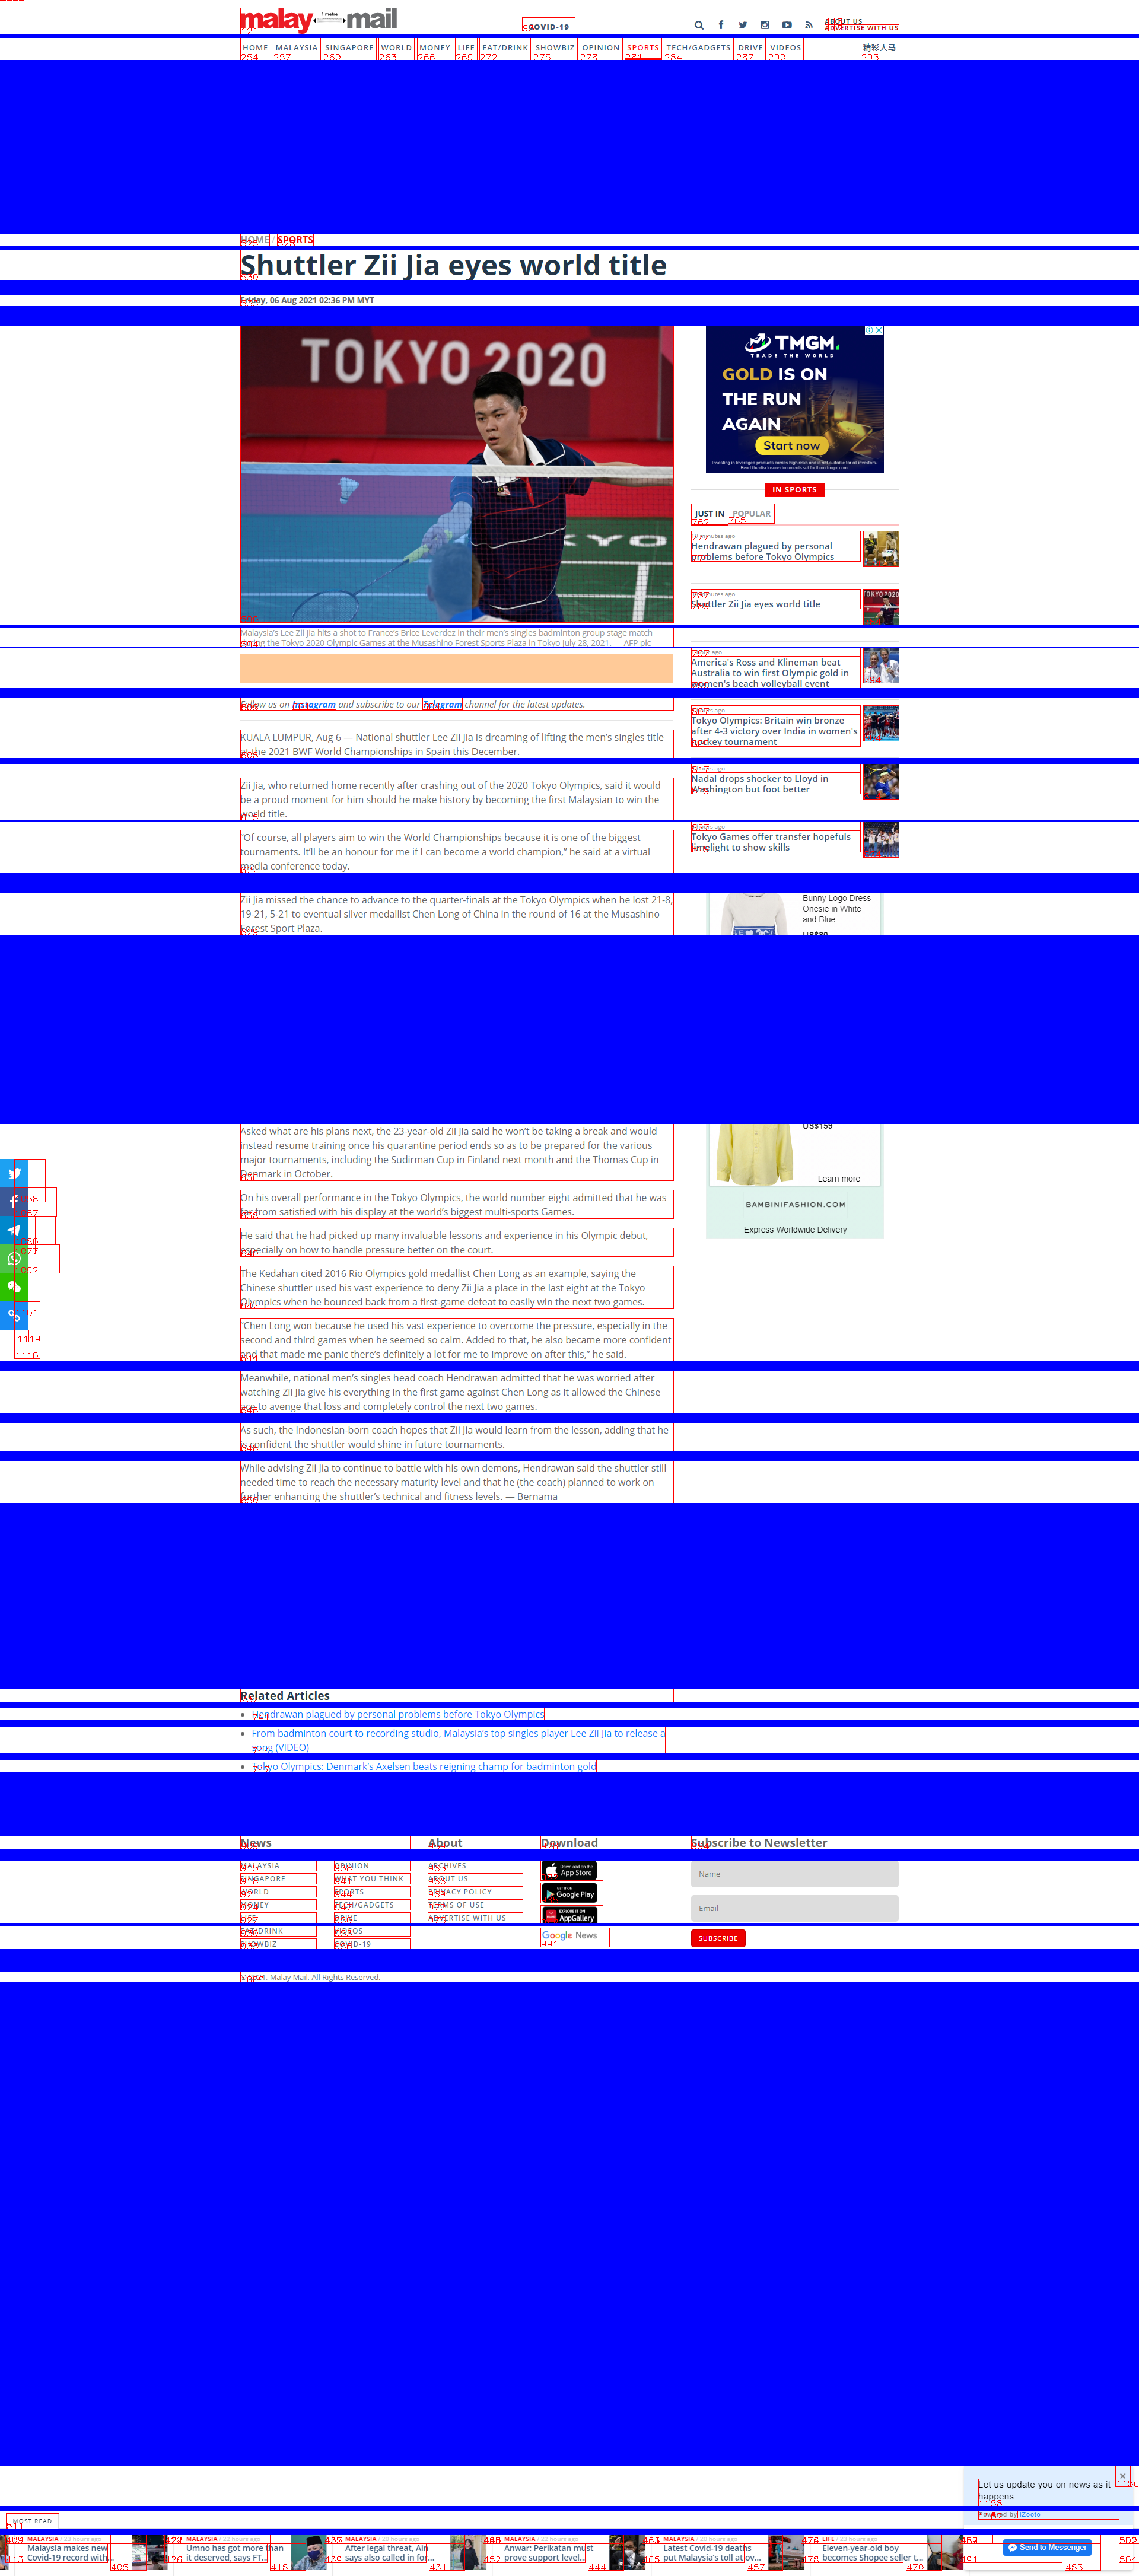 malay mail
1 metre
COVID-19
ABOUT US
ADVERTISE WITH US
HOME MALAYSIA SINGAPORE WORLD MONEY LIFE EAT/DRINK SHOWBIZ OPINION SPORTS TECH/GADGETS DRIVE VIDEOS 精彩大马
HOME / SPORTS
Shuttler Zii Jia eyes world title
Friday, 06 Aug 2021 02:36 PM MYT
TOKYO 2020
TMGM
TRADE THE WORLD
GOLD IS ON
THE RUN
AGAIN
Start now
Investing in leveraged products carries high risks and is not suitable for all investors.
Read the disclosure documents set forth on tmgm.com.
IN SPORTS
JUST IN POPULAR
Hendrawan plagued by personal
problems before Tokyo Olympics
Shuttler Zii Jia eyes world title
Malaysia's Lee Zii Jia hits a shot to France's Brice Leverdez in their men's singles badminton group stage match
during the Tokyo 2020 Olympic Games at the Musashino Forest Sports Plaza in Tokyo July 28, 2021. — AFP pic
America's Ross and Klineman beat
Australia to win first Olympic gold in
women's beach volleyball event
Follow us on Instagram and subscribe to our Telegram channel for the latest updates.
Tokyo Olympics: Britain win bronze
after 4-3 victory over India in women's
hockey tournament
KUALA LUMPUR, Aug 6 — National shuttler Lee Zii Jia is dreaming of lifting the men's singles title
at the 2021 BWF World Championships in Spain this December.
Nadal drops shocker to Lloyd in
Washington but foot better
Zii Jia, who returned home recently after crashing out of the 2020 Tokyo Olympics, said it would
be a proud moment for him should he make history by becoming the first Malaysian to win the
world title.
Tokyo Games offer transfer hopefuls
limelight to show skills
"Of course, all players aim to win the World Championships because it is one of the biggest
tournaments. It'll be an honour for me if I can become a world champion," he said at a virtual
media conference today.
Zii Jia missed the chance to advance to the quarter-finals at the Tokyo Olympics when he lost 21-8,
19-21, 5-21 to eventual silver medallist Chen Long of China in the round of 16 at the Musashino
Forest Sport Plaza.
Bunny Logo Dress
Onesie in White
and Blue
US$80
Asked what are his plans next, the 23-year-old Zii Jia said he won't be taking a break and would
instead resume training once his quarantine period ends so as to be prepared for the various
major tournaments, including the Sudirman Cup in Finland next month and the Thomas Cup in
Denmark in October.
US$159
Learn more
BAMBINIFASHION.COM
Express Worldwide Delivery
On his overall performance in the Tokyo Olympics, the world number eight admitted that he was
far from satisfied with his display at the world's biggest multi-sports Games.
He said that he had picked up many invaluable lessons and experience in his Olympic debut,
especially on how to handle pressure better on the court.
The Kedahan cited 2016 Rio Olympics gold medallist Chen Long as an example, saying the
Chinese shuttler used his vast experience to deny Zii Jia a place in the last eight at the Tokyo
Olympics when he bounced back from a first-game defeat to easily win the next two games.
"Chen Long won because he used his vast experience to overcome the pressure, especially in the
second and third games when he seemed so calm. Added to that, he also became more confident
and that made me panic there's definitely a lot for me to improve on after this," he said.
Meanwhile, national men's singles head coach Hendrawan admitted that he was worried after
watching Zii Jia give his everything in the first game against Chen Long as it allowed the Chinese
ace to avenge that loss and completely control the next two games.
As such, the Indonesian-born coach hopes that Zii Jia would learn from the lesson, adding that he
is confident the shuttler would shine in future tournaments.
While advising Zii Jia to continue to battle with his own demons, Hendrawan said the shuttler still
needed time to reach the necessary maturity level and that he (the coach) planned to work on
further enhancing the shuttler's technical and fitness levels. — Bernama
Related Articles
Hendrawan plagued by personal problems before Tokyo Olympics
From badminton court to recording studio, Malaysia's top singles player Lee Zii Jia to release a
song (VIDEO)
Tokyo Olympics: Denmark's Axelsen beats reigning champ for badminton gold
News About Download Subscribe to Newsletter
MALAYSIA OPINION ARCHIVES
SINGAPORE WHAT YOU THINK ABOUT US
WORLD SPORTS PRIVACY POLICY
MONEY TECH/GADGETS TERMS OF USE
LIFE DRIVE ADVERTISE WITH US
EAT/DRINK VIDEOS
SHOWBIZ COVID-19
Download on the App Store
GET IT ON Google Play
EXPLORE IT ON AppGallery
Google News
Name
Email
SUBSCRIBE
© 2021, Malay Mail, All Rights Reserved.
Let us update you on news as it
happens.
iZooto
MOST READ
MALAYSIA
Malaysia makes new
Covid-19 record with...
MALAYSIA
Umno has got more than
it deserved, says FT...
MALAYSIA
After legal threat, Ain
says also called in for...
MALAYSIA
Anwar: Perikatan must
prove support level...
MALAYSIA
Latest Covid-19 deaths
put Malaysia's toll at ov...
LIFE
Eleven-year-old boy
becomes Shopee seller t...
Send to Messenger